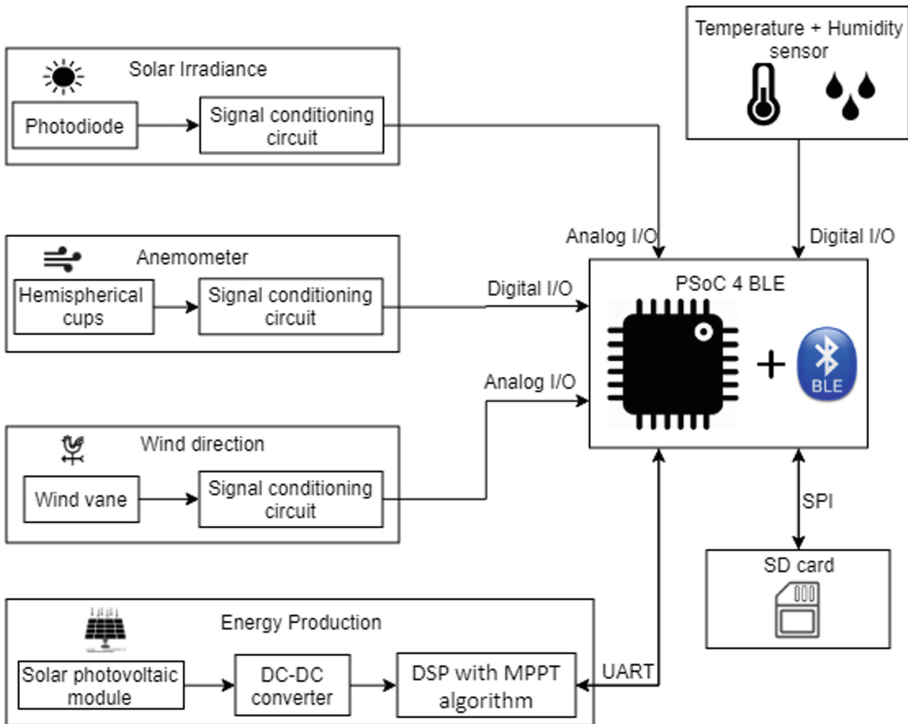 Temperature + Humidity
sensor
Solar Irradiance
Photodiode
Signal conditioning
circuit
Analog I/O
Digital I/O
Anemometer
Hemispherical
cups
Signal conditioning
circuit
Digital I/O
PSoC 4 BLE
+
BLE
Analog I/O
Wind direction
Wind vane
Signal conditioning
circuit
SPI
SD card
Energy Production
Solar photovoltaic
module
DC-DC
converter
DSP with MPPT
algorithm
UART